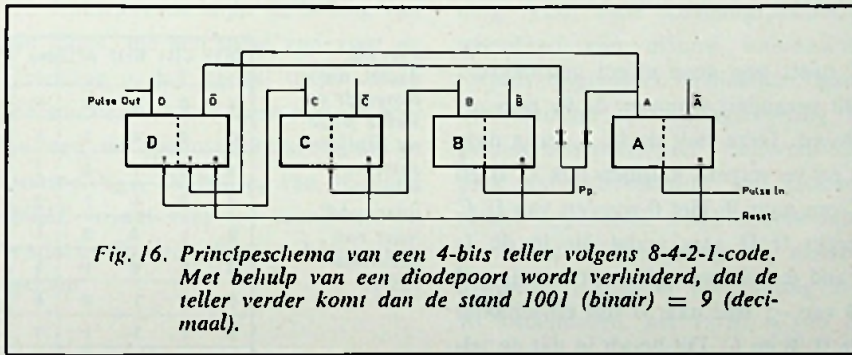 Pulse Out
D
D̄
C
C̄
B
B̄
A
Ā
D
C
B
A
Pp
Pulse In
Reset
Fig. 16. Principeschema van een 4-bits teller volgens 8-4-2-1-code.
Met behulp van een diodepoort wordt verhinderd, dat de
teller verder komt dan de stand 1001 (binair) = 9 (deci-
maal).